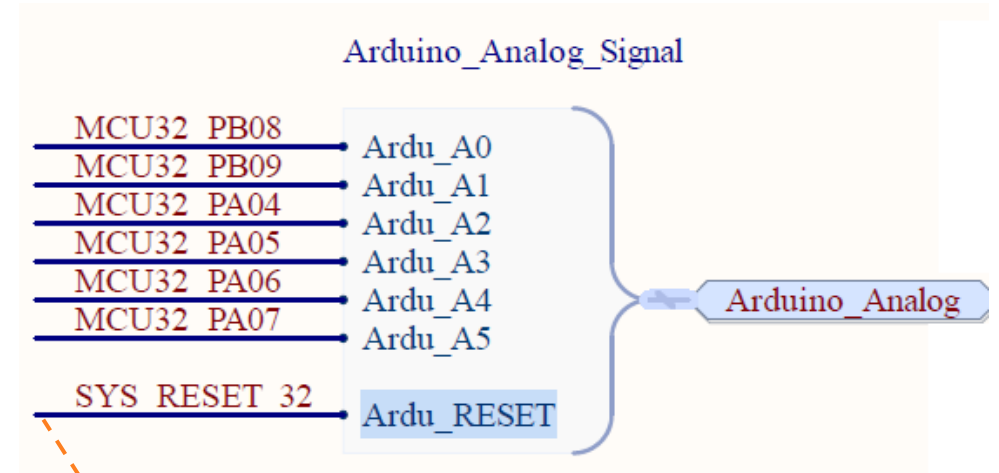 Arduino_Analog_Signal
MCU32_PB08 Ardu_A0
MCU32_PB09 Ardu_A1
MCU32_PA04 Ardu_A2
MCU32_PA05 Ardu_A3
MCU32_PA06 Ardu_A4
MCU32_PA07 Ardu_A5
Arduino_Analog
SYS_RESET_32 Ardu_RESET